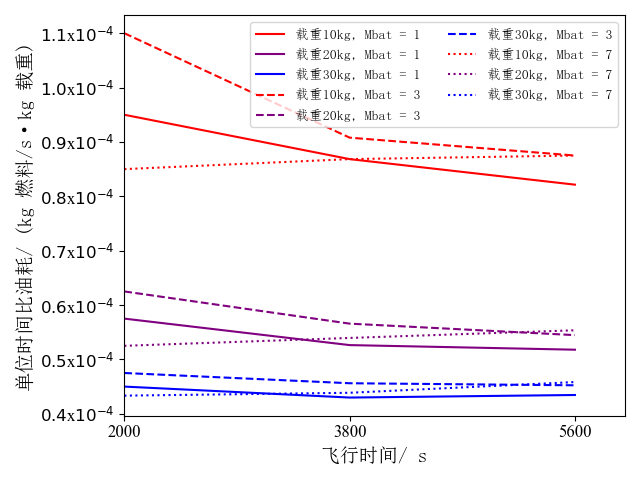 1.1x10⁻⁴
1.0x10⁻⁴
0.9x10⁻⁴
0.8x10⁻⁴
0.7x10⁻⁴
0.6x10⁻⁴
0.5x10⁻⁴
0.4x10⁻⁴
单位时间比油耗/ (kg 燃料/s·kg 载重)
载重10kg, Mbat = 1
载重20kg, Mbat = 1
载重30kg, Mbat = 1
载重10kg, Mbat = 3
载重20kg, Mbat = 3
载重30kg, Mbat = 3
载重10kg, Mbat = 7
载重20kg, Mbat = 7
载重30kg, Mbat = 7
2000 3800 5600
飞行时间/ s